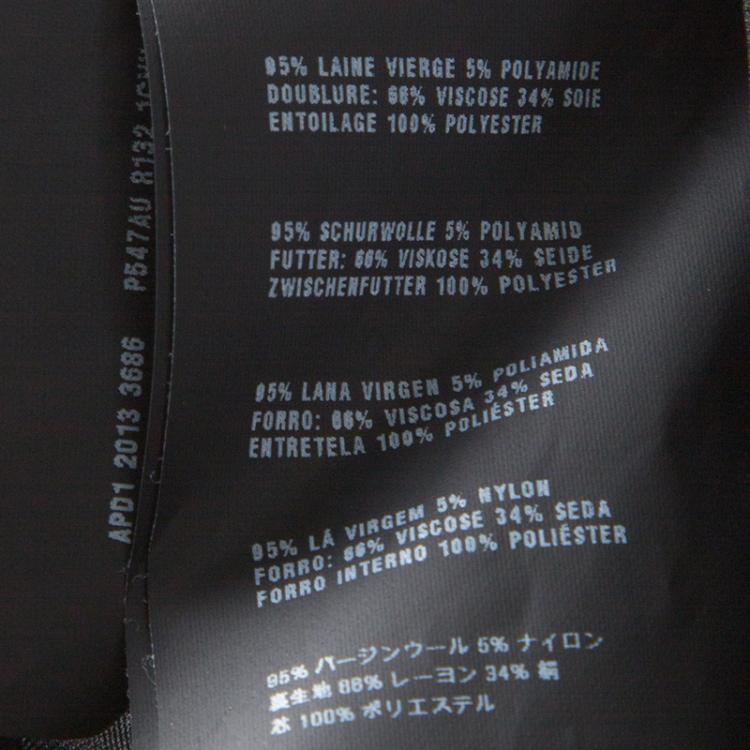 95% LAINE VIERGE 5% POLYAMIDE
DOUBLURE: 66% VISCOSE 34% SOIE
ENTOILAGE 100% POLYESTER
95% SCHURWOLLE 5% POLYAMID
FUTTER: 66% VISKOSE 34% SEIDE
ZWISCHENFUTTER 100% POLYESTER
95% LANA VIRGEN 5% POLIAMIDA
FORRO: 66% VISCOSA 34% SEDA
ENTRETELA 100% POLIÉSTER
95% LÁ VIRGEM 5% NYLON
FORRO: 66% VISCOSE 34% SEDA
FORRO INTERNO 100% POLIÉSTER
95% バージンウール 5% ナイロン
裏生地 66% レーヨン 34% 絹
芯 100% ポリエステル
APD1 2013 3686 P547AU R132